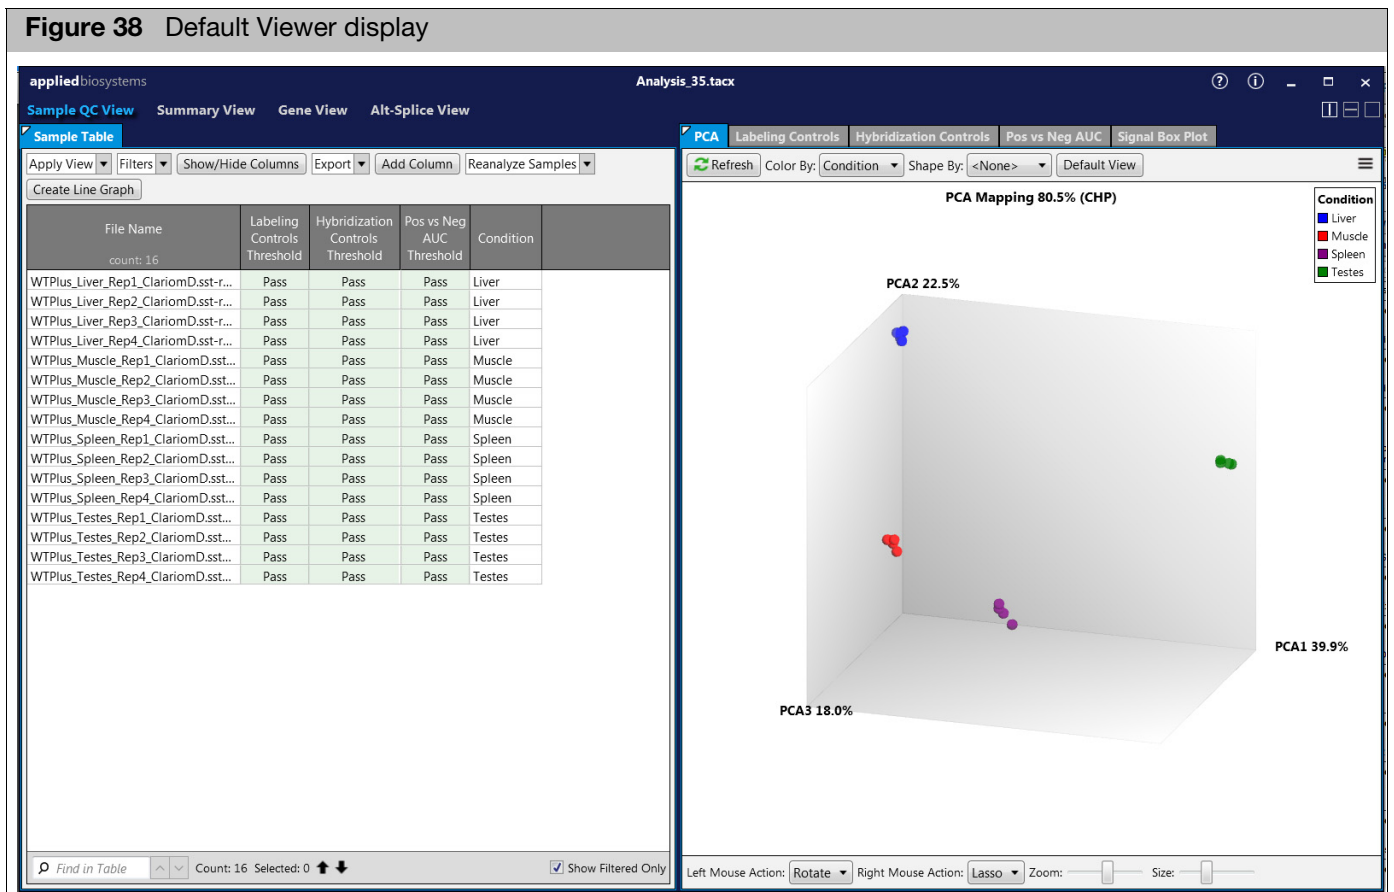 Figure 38 Default Viewer display
appliedbiosystems
Analysis_35.tacx
Sample QC View Summary View Gene View Alt-Splice View
Sample Table
Apply View Filters Show/Hide Columns Export Add Column Reanalyze Samples
Create Line Graph
File Name
count: 16
Labeling Controls Threshold
Hybridization Controls Threshold
Pos vs Neg AUC Threshold
Condition
WTPlus_Liver_Rep1_ClariomD.sst-r... Pass Pass Pass Liver
WTPlus_Liver_Rep2_ClariomD.sst-r... Pass Pass Pass Liver
WTPlus_Liver_Rep3_ClariomD.sst-r... Pass Pass Pass Liver
WTPlus_Liver_Rep4_ClariomD.sst-r... Pass Pass Pass Liver
WTPlus_Muscle_Rep1_ClariomD.sst... Pass Pass Pass Muscle
WTPlus_Muscle_Rep2_ClariomD.sst... Pass Pass Pass Muscle
WTPlus_Muscle_Rep3_ClariomD.sst... Pass Pass Pass Muscle
WTPlus_Muscle_Rep4_ClariomD.sst... Pass Pass Pass Muscle
WTPlus_Spleen_Rep1_ClariomD.sst... Pass Pass Pass Spleen
WTPlus_Spleen_Rep2_ClariomD.sst... Pass Pass Pass Spleen
WTPlus_Spleen_Rep3_ClariomD.sst... Pass Pass Pass Spleen
WTPlus_Spleen_Rep4_ClariomD.sst... Pass Pass Pass Spleen
WTPlus_Testes_Rep1_ClariomD.sst... Pass Pass Pass Testes
WTPlus_Testes_Rep2_ClariomD.sst... Pass Pass Pass Testes
WTPlus_Testes_Rep3_ClariomD.sst... Pass Pass Pass Testes
WTPlus_Testes_Rep4_ClariomD.sst... Pass Pass Pass Testes
Find in Table Count: 16 Selected: 0 Show Filtered Only
PCA Labeling Controls Hybridization Controls Pos vs Neg AUC Signal Box Plot
Refresh Color By: Condition Shape By: <None> Default View
PCA Mapping 80.5% (CHP)
Condition
Liver
Muscle
Spleen
Testes
PCA2 22.5%
PCA1 39.9%
PCA3 18.0%
Left Mouse Action: Rotate Right Mouse Action: Lasso Zoom: Size: